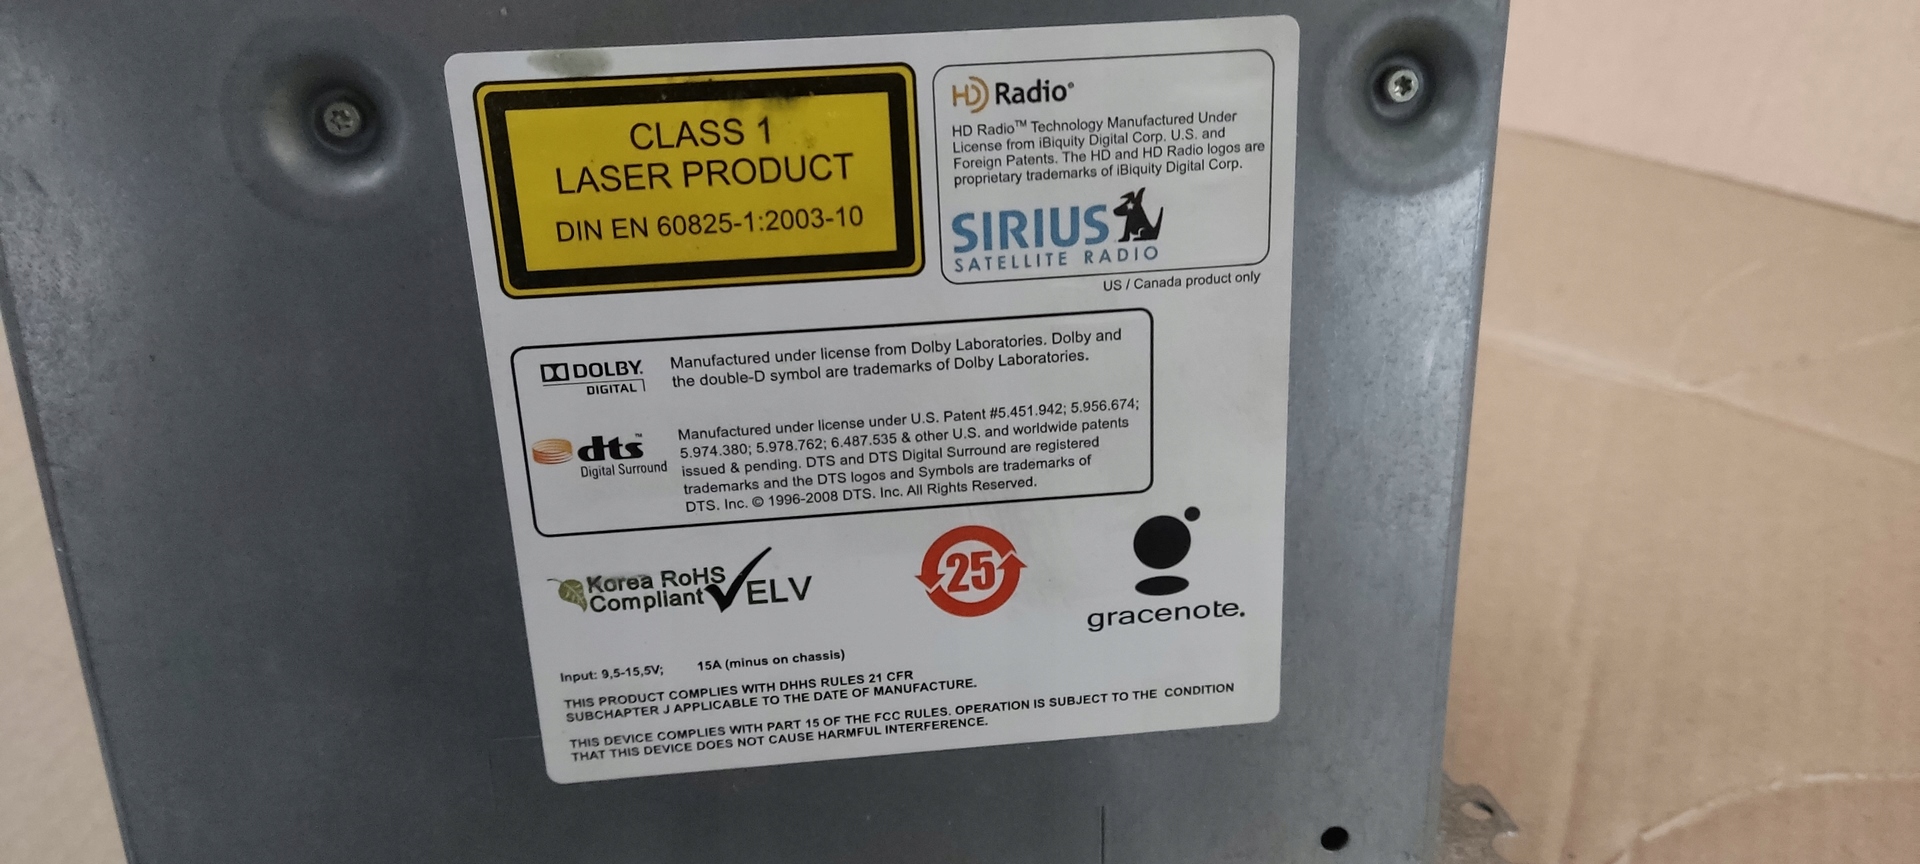 CLASS 1
LASER PRODUCT
DIN EN 60825-1:2003-10
HD Radio®
HD Radio™ Technology Manufactured Under
License from iBiquity Digital Corp. U.S. and
Foreign Patents. The HD and HD Radio logos are
proprietary trademarks of iBiquity Digital Corp.
SIRIUS
SATELLITE RADIO
US / Canada product only
DOLBY.
DIGITAL
Manufactured under license from Dolby Laboratories. Dolby and
the double-D symbol are trademarks of Dolby Laboratories.
dts™
Digital Surround
Manufactured under license under U.S. Patent #5.451.942; 5.956.674;
5.974.380; 5.978.762; 6.487.535 & other U.S. and worldwide patents
issued & pending. DTS and DTS Digital Surround are registered
trademarks and the DTS logos and Symbols are trademarks of
DTS. Inc. © 1996-2008 DTS. Inc. All Rights Reserved.
Korea RoHS
Compliant ELV
25
gracenote.
Input: 9,5-15,5V; 15A (minus on chassis)
THIS PRODUCT COMPLIES WITH DHHS RULES 21 CFR
SUBCHAPTER J APPLICABLE TO THE DATE OF MANUFACTURE.
THIS DEVICE COMPLIES WITH PART 15 OF THE FCC RULES. OPERATION IS SUBJECT TO THE CONDITION
THAT THIS DEVICE DOES NOT CAUSE HARMFUL INTERFERENCE.